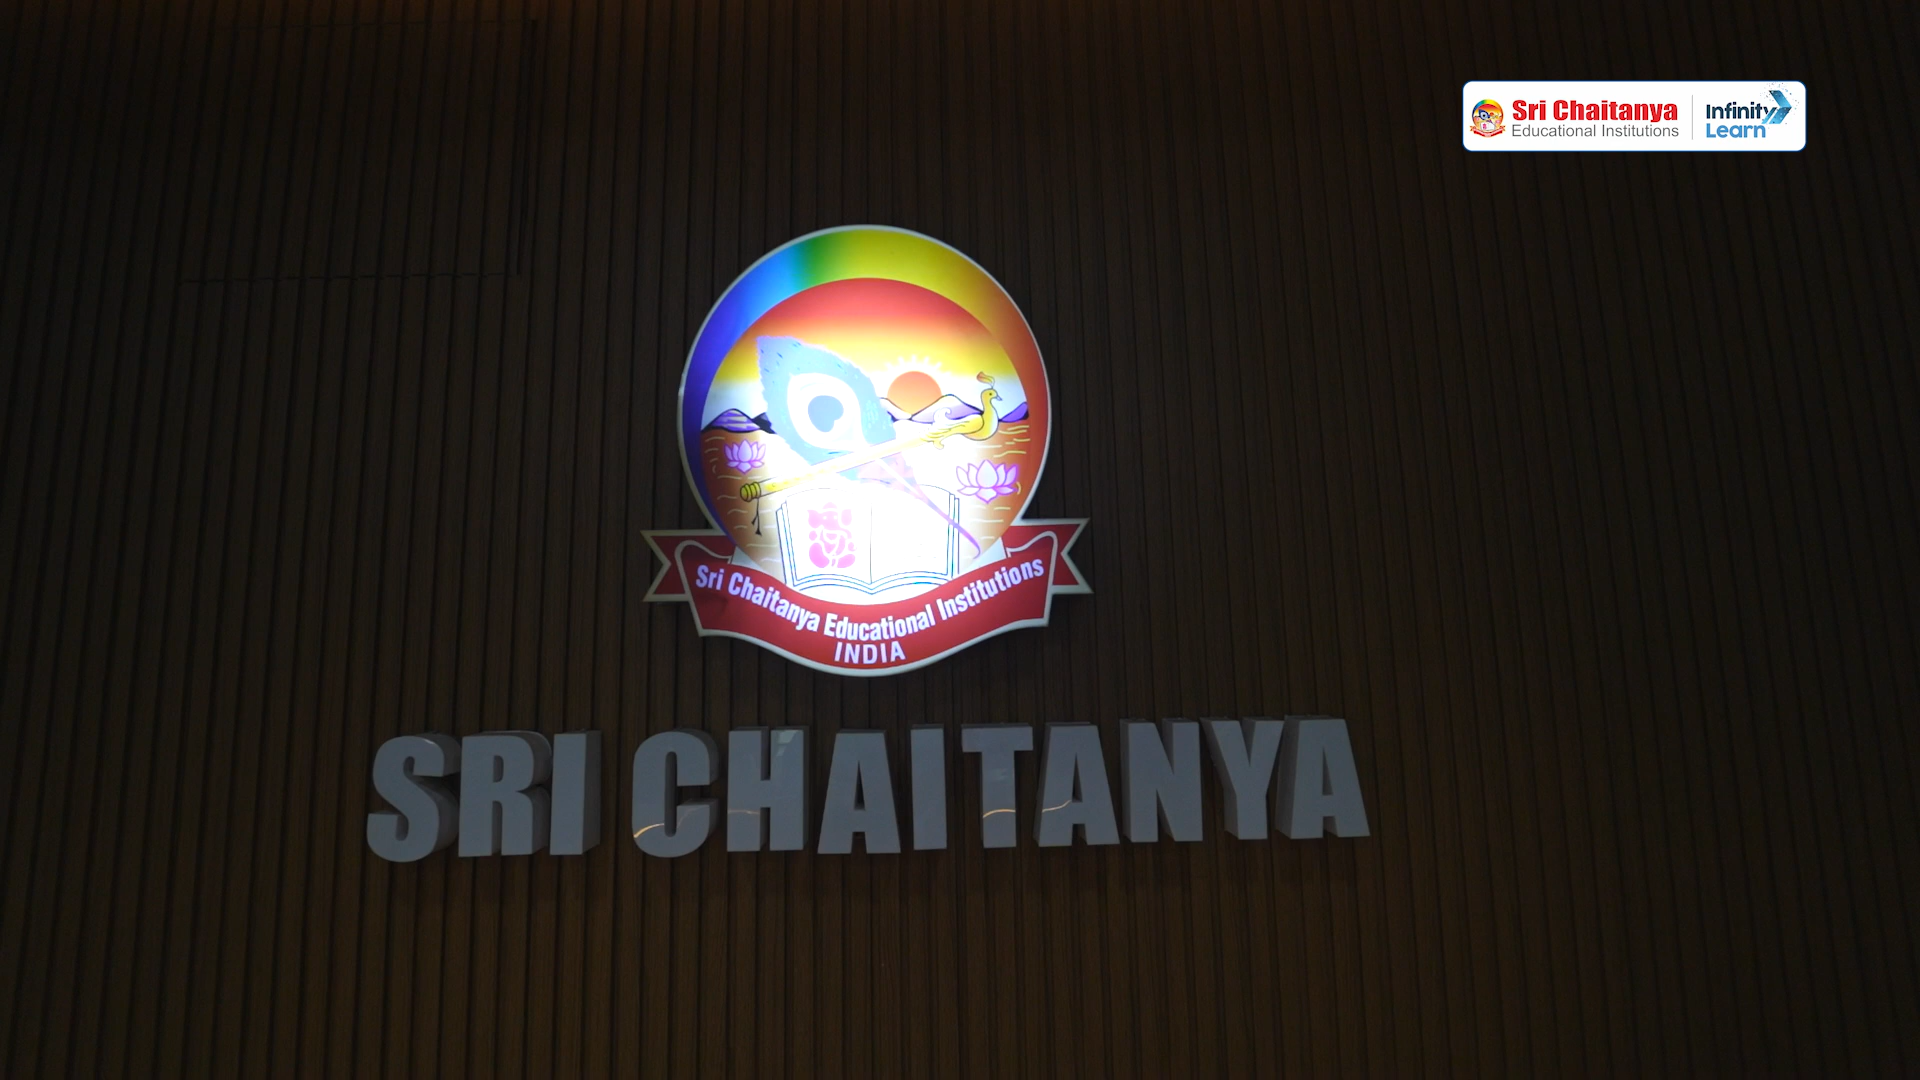 Sri Chaitanya
Educational Institutions
Infinity
Learn
Sri Chaitanya Educational Institutions
INDIA
SRI CHAITANYA